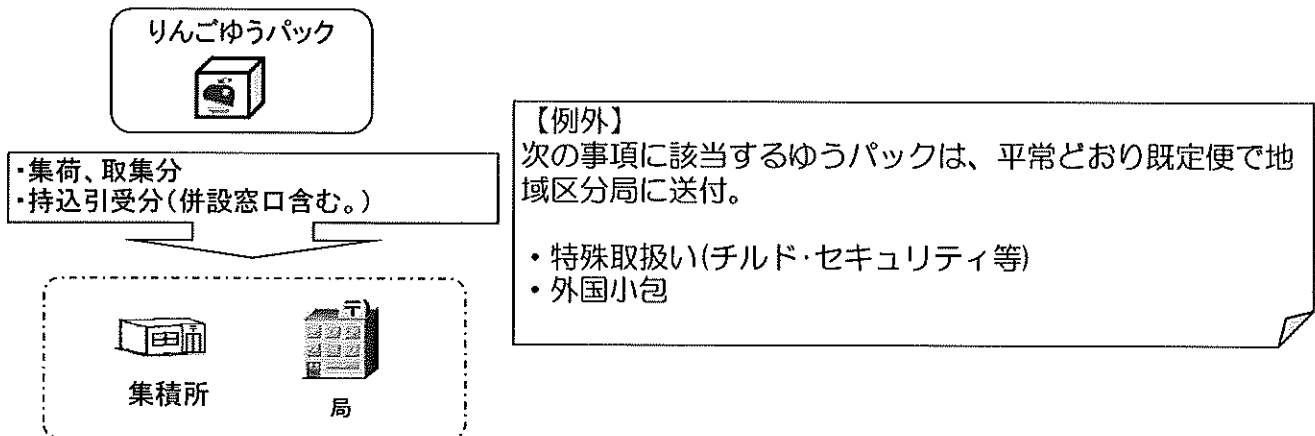 りんごゆうパック
・集荷、取集分
・持込引受分(併設窓口含む。)
集積所
局
【例外】
次の事項に該当するゆうパックは、平常どおり既定便で地
域区分局に送付。
・特殊取扱い(チルド・セキュリティ等)
・外国小包